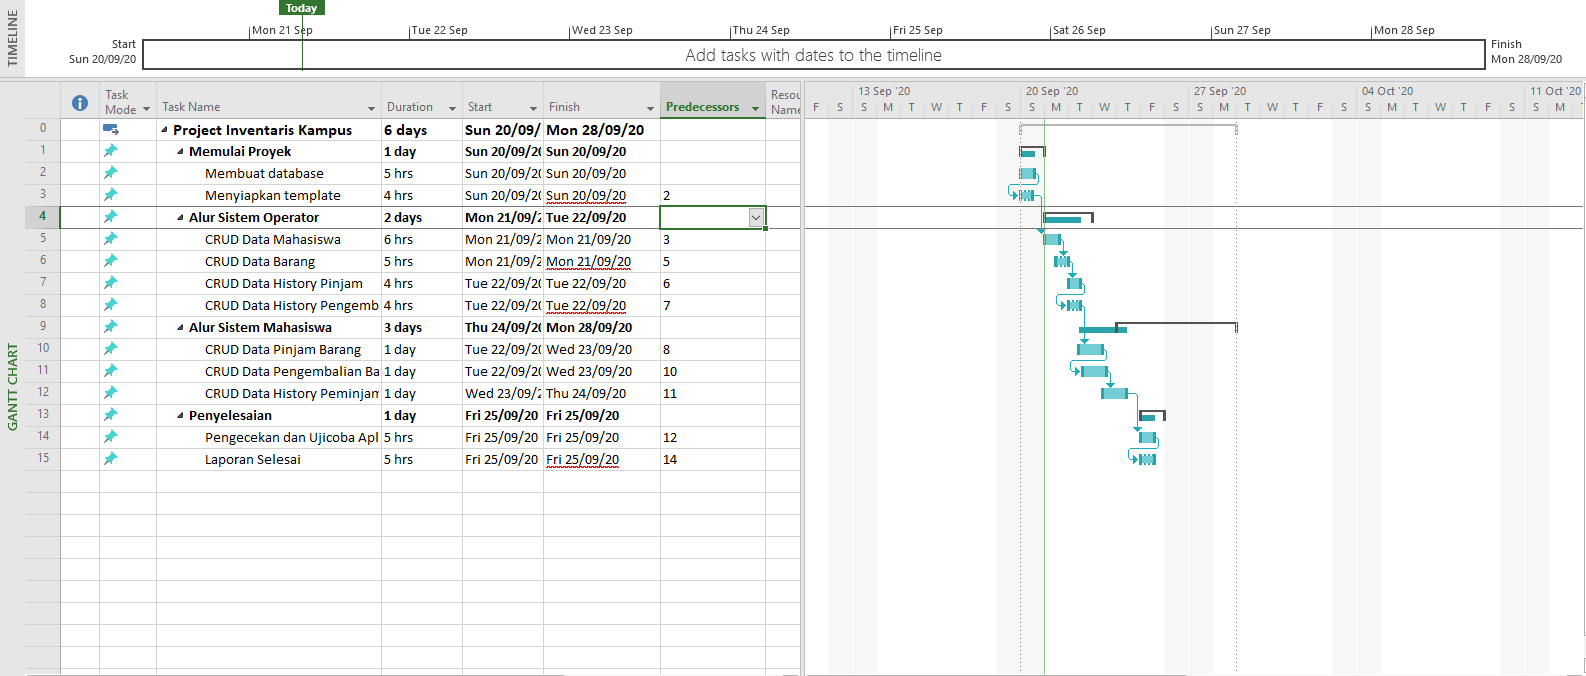 Today
TIMELINE
Mon 21 Sep Tue 22 Sep Wed 23 Sep Thu 24 Sep Fri 25 Sep Sat 26 Sep Sun 27 Sep Mon 28 Sep
Start
Sun 20/09/20
Add tasks with dates to the timeline
Finish
Mon 28/09/20
GANTT CHART
Task Mode Task Name Duration Start Finish Predecessors Resou Name
13 Sep '20 20 Sep '20 27 Sep '20 04 Oct '20 11 Oct '20
F S S M T W T F S S M T W T F S S M T W T F S S M T W T F S S M T
0 Project Inventaris Kampus 6 days Sun 20/09/ Mon 28/09/20
1 Memulai Proyek 1 day Sun 20/09/2 Sun 20/09/20
2 Membuat database 5 hrs Sun 20/09/2 Sun 20/09/20
3 Menyiapkan template 4 hrs Sun 20/09/2 Sun 20/09/20 2
4 Alur Sistem Operator 2 days Mon 21/09/2 Tue 22/09/20
5 CRUD Data Mahasiswa 6 hrs Mon 21/09/2 Mon 21/09/20 3
6 CRUD Data Barang 5 hrs Mon 21/09/2 Mon 21/09/20 5
7 CRUD Data History Pinjam 4 hrs Tue 22/09/20 Tue 22/09/20 6
8 CRUD Data History Pengemb 4 hrs Tue 22/09/20 Tue 22/09/20 7
9 Alur Sistem Mahasiswa 3 days Thu 24/09/20 Mon 28/09/20
10 CRUD Data Pinjam Barang 1 day Tue 22/09/20 Wed 23/09/20 8
11 CRUD Data Pengembalian Ba 1 day Tue 22/09/20 Wed 23/09/20 10
12 CRUD Data History Peminjam 1 day Wed 23/09/2 Thu 24/09/20 11
13 Penyelesaian 1 day Fri 25/09/20 Fri 25/09/20
14 Pengecekan dan Ujicoba Apl 5 hrs Fri 25/09/20 Fri 25/09/20 12
15 Laporan Selesai 5 hrs Fri 25/09/20 Fri 25/09/20 14